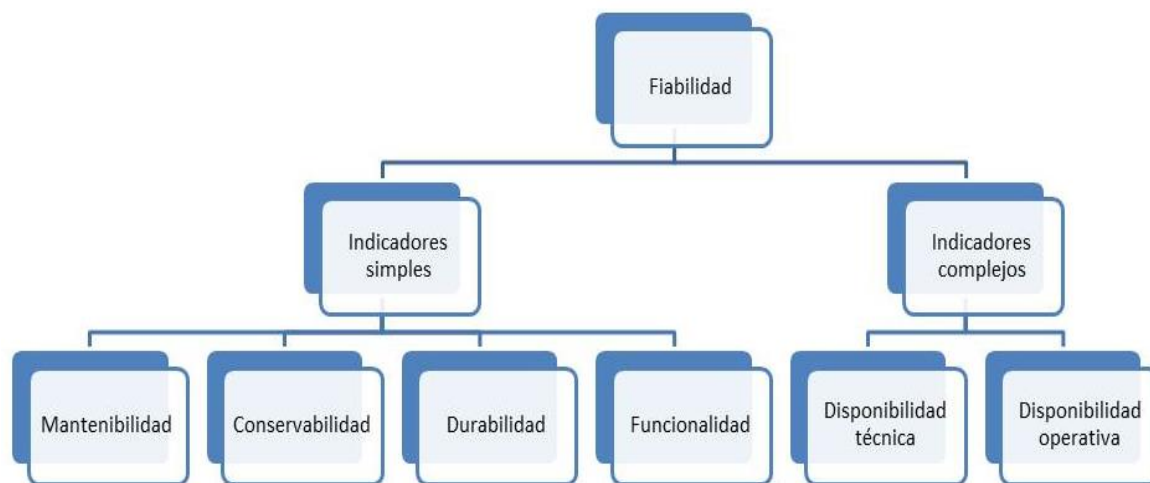 Fiabilidad
Indicadores
simples
Indicadores
complejos
Mantenibilidad
Conservabilidad
Durabilidad
Funcionalidad
Disponibilidad
técnica
Disponibilidad
operativa